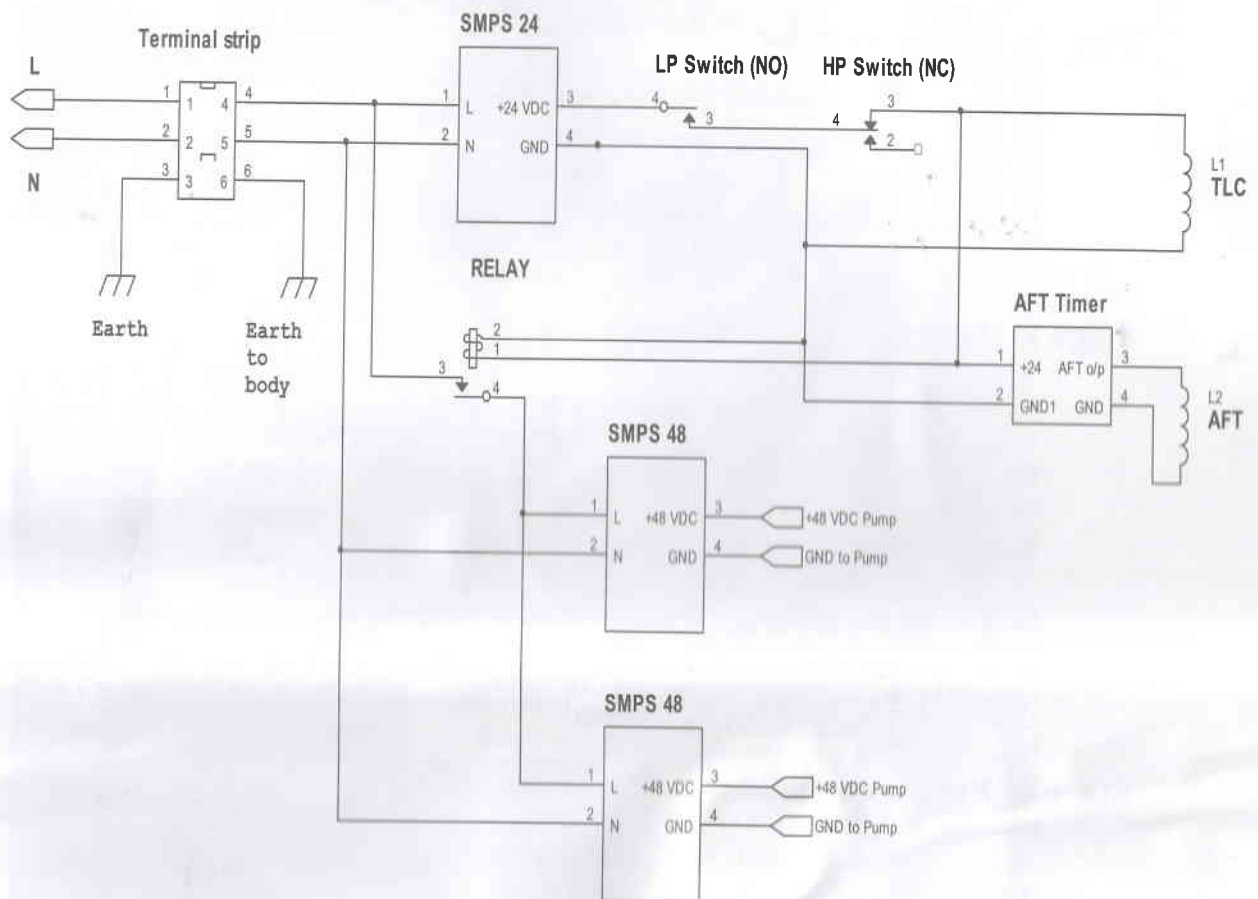 SMPS 24
Terminal strip
LP Switch (NO)
HP Switch (NC)
L
1
1
4
4
1
L
+24 VDC
3
4
3
4
3
2
2
2
5
5
2
N
GND
4
N
3
3
6
6
L1
TLC
RELAY
AFT Timer
Earth
Earth
to
body
2
1
3
4
1
+24
AFT o/p
3
2
GND1
GND
4
L2
AFT
SMPS 48
1
L
+48 VDC
3
+48 VDC Pump
2
N
GND
4
GND to Pump
SMPS 48
1
L
+48 VDC
3
+48 VDC Pump
2
N
GND
4
GND to Pump